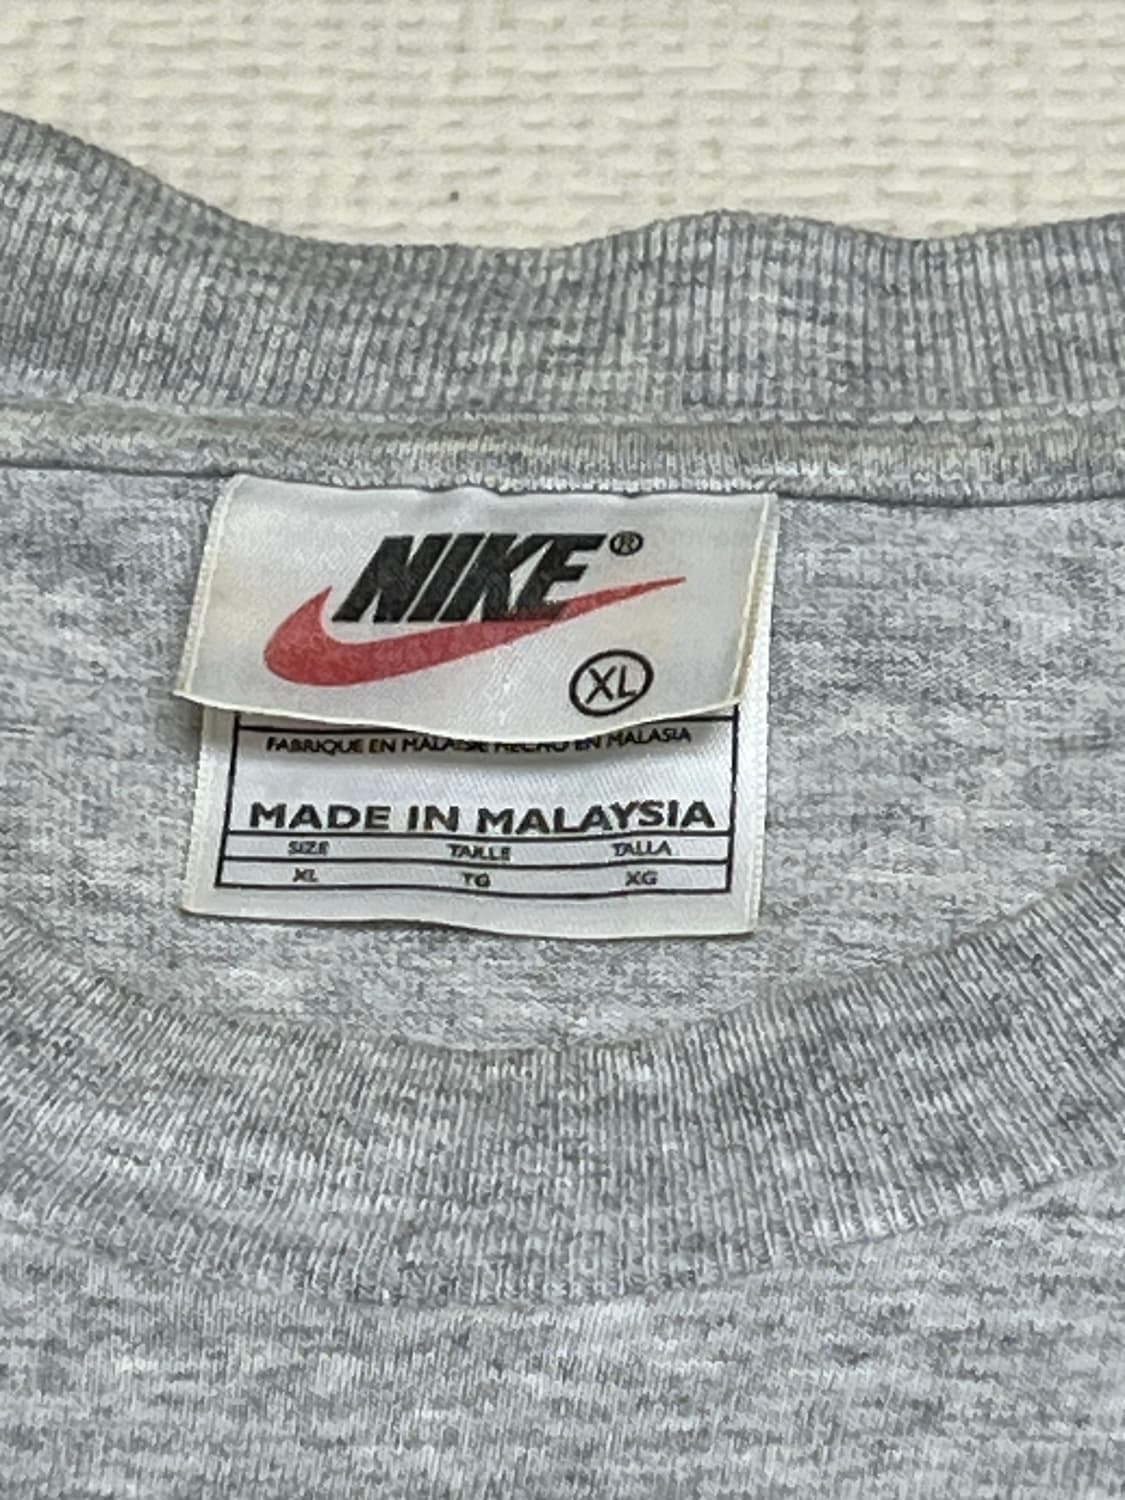 NIKE®
XL
FABRIQUE EN MALAISIE HECHO EN MALASIA
MADE IN MALAYSIA
SIZE TAILLE TALLA
XL TG XG